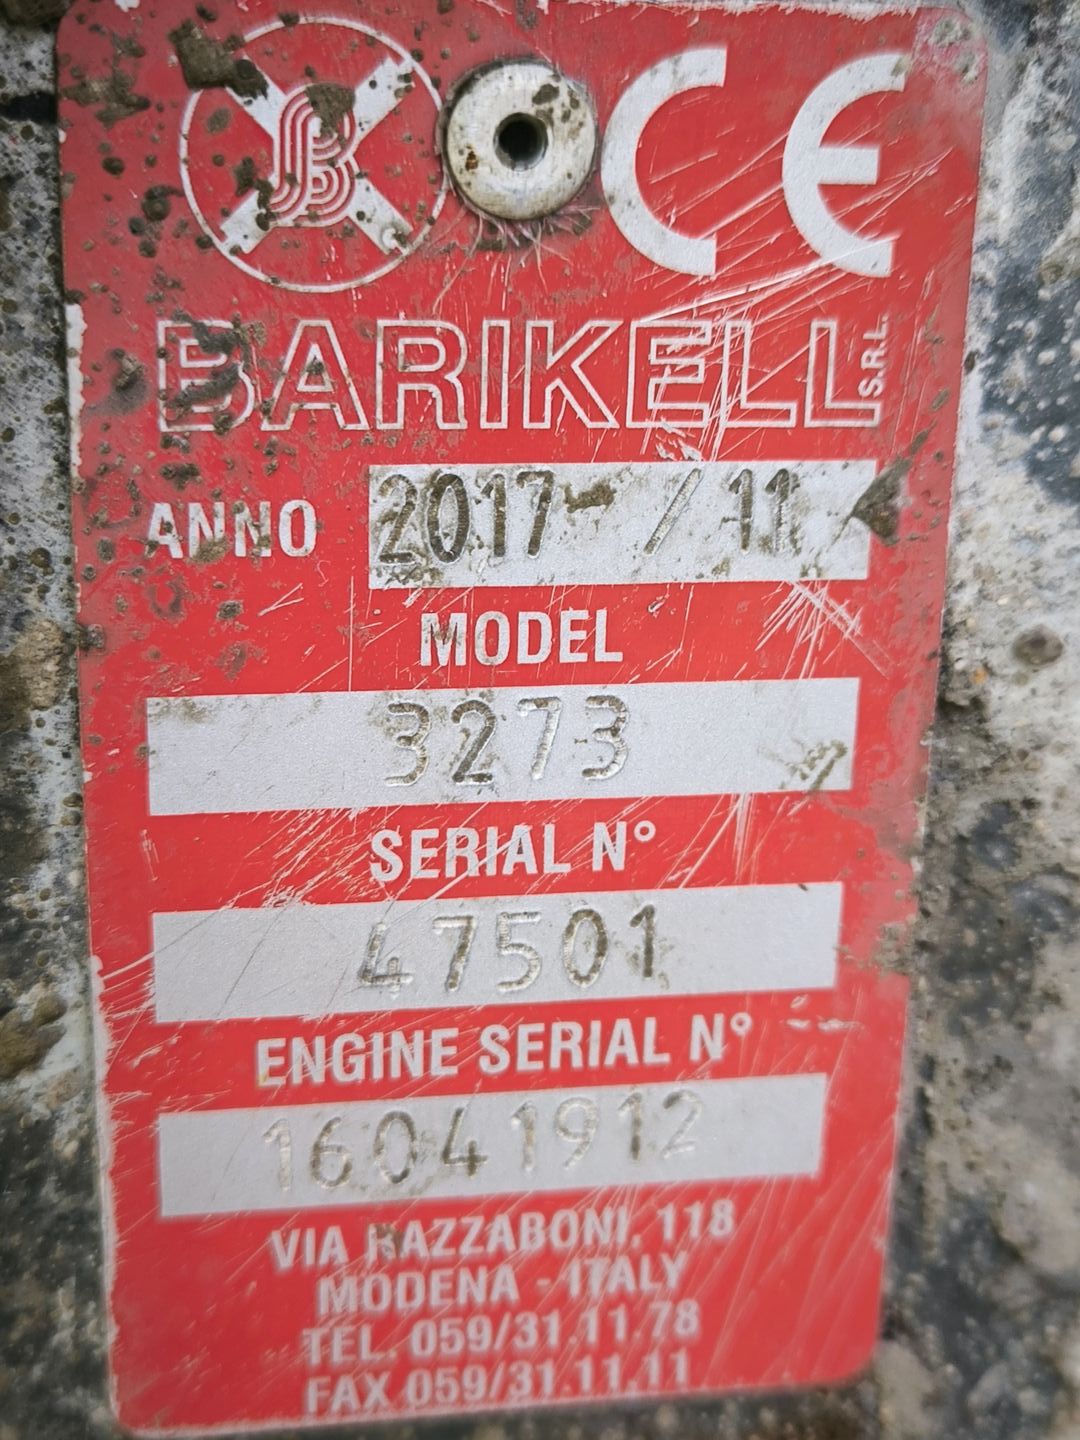 B
CE
BARIKELL S.R.L.
ANNO 2017 / 11
MODEL
3273
SERIAL N°
47501
ENGINE SERIAL N°
16041912
VIA RAZZABONI, 118
MODENA - ITALY
TEL. 059/31.11.78
FAX 059/31.11.11